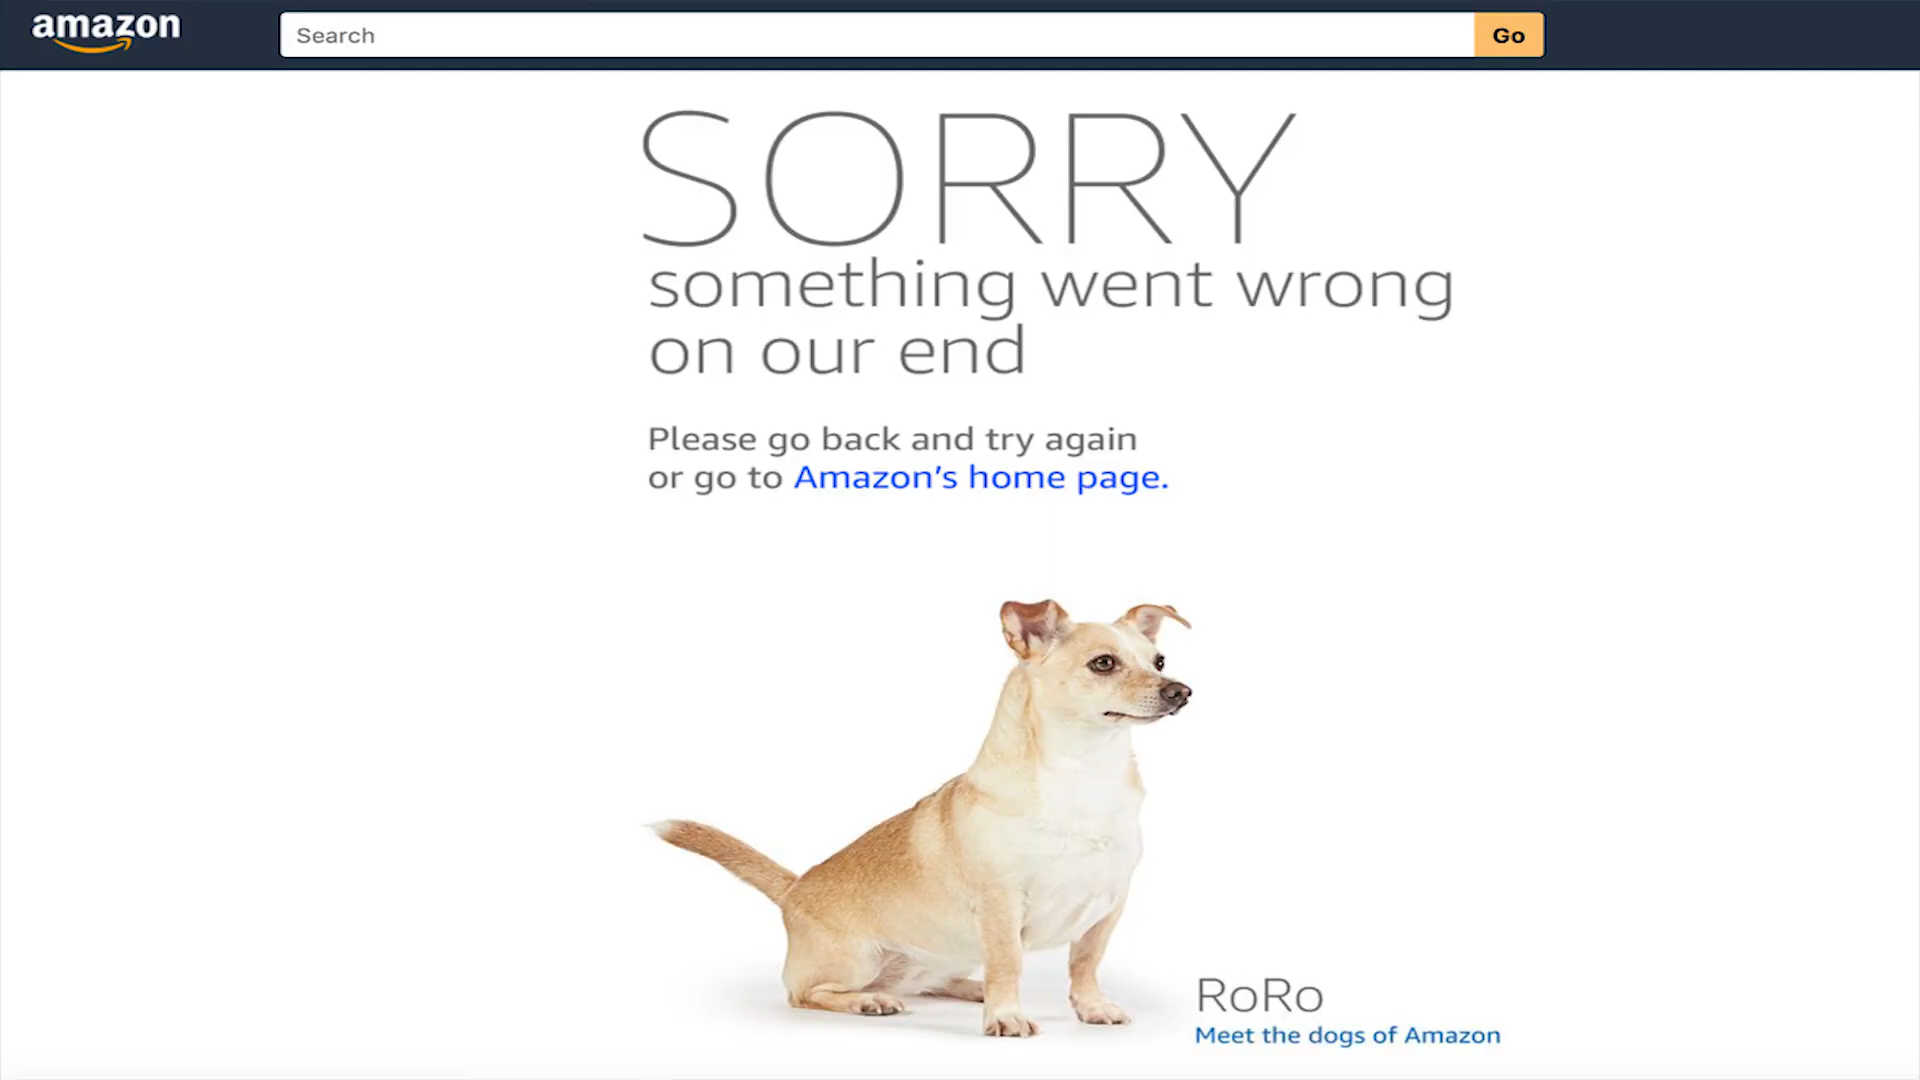 amazon
Search
Go
SORRY
something went wrong
on our end
Please go back and try again
or go to Amazon's home page.
RoRo
Meet the dogs of Amazon